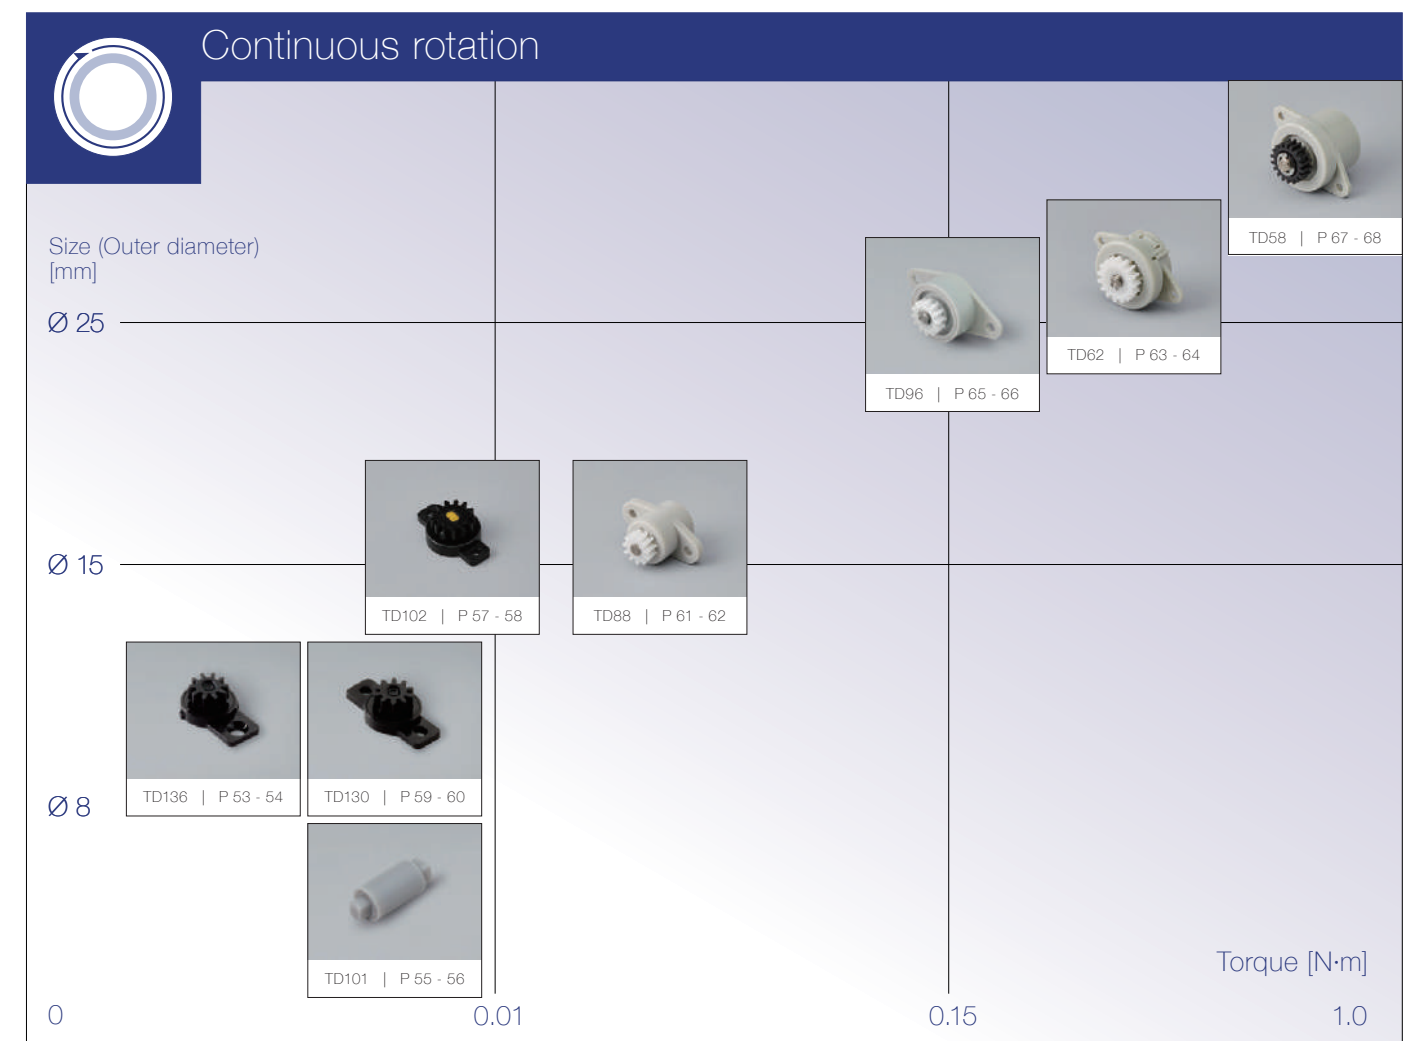 Continuous rotation
TD58 | P 67 - 68
Size (Outer diameter)
[mm]
Ø 25
TD62 | P 63 - 64
TD96 | P 65 - 66
Ø 15
TD102 | P 57 - 58
TD88 | P 61 - 62
Ø 8
TD136 | P 53 - 54
TD130 | P 59 - 60
TD101 | P 55 - 56
Torque [N·m]
0
0.01
0.15
1.0